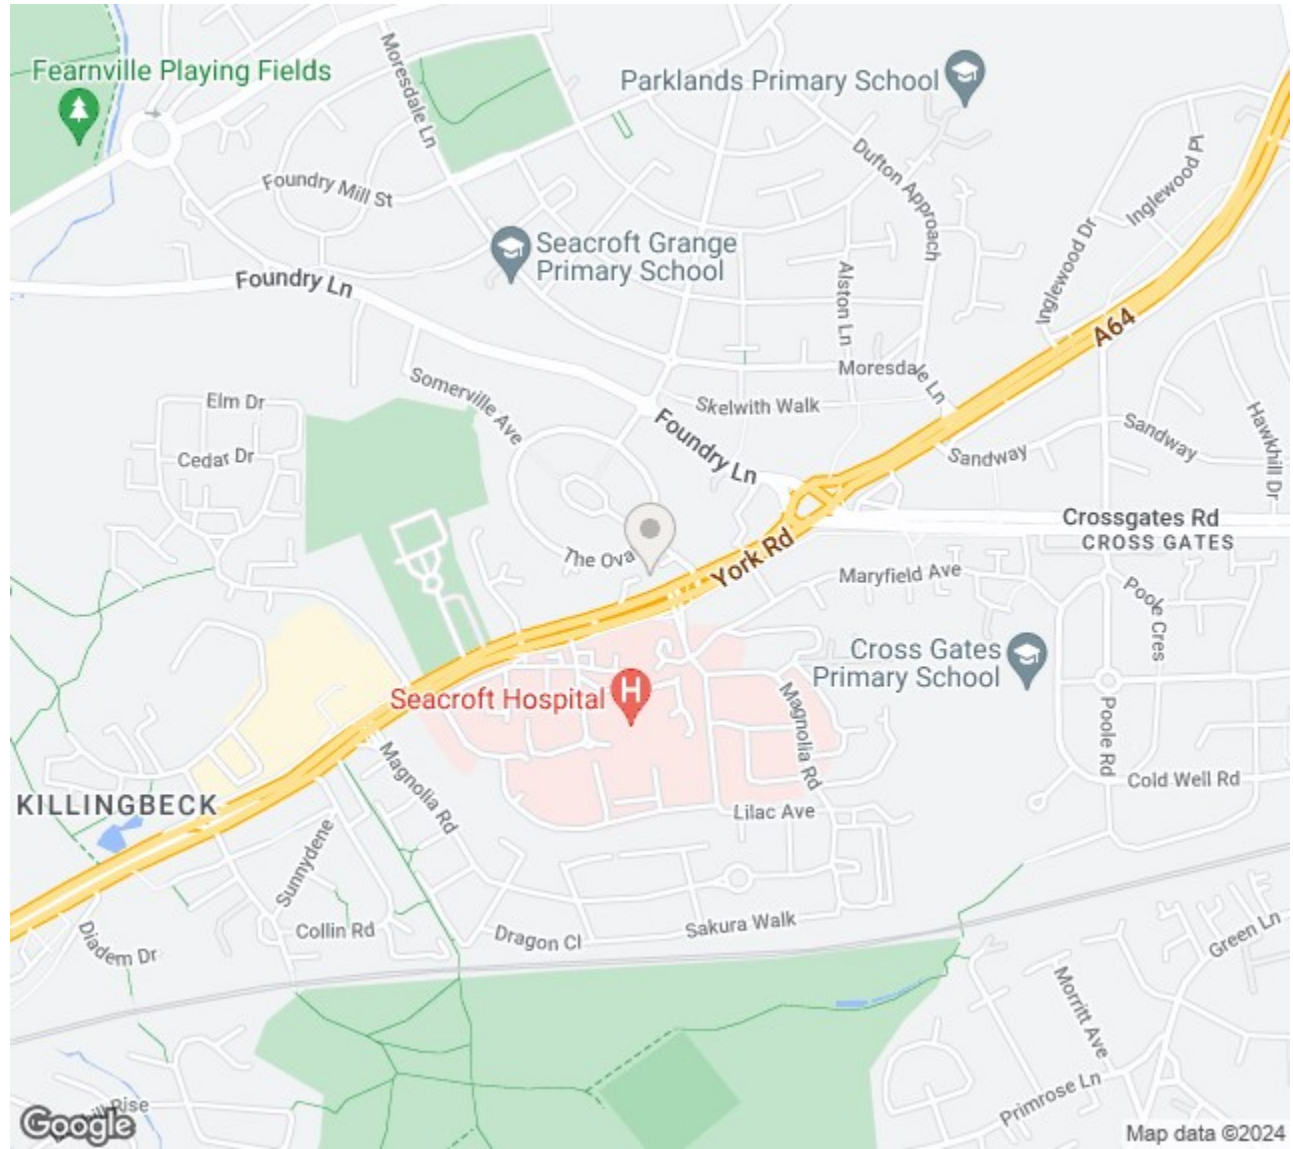 Fearnville Playing Fields
Moresdale Ln
Parklands Primary School
Dufton Approach
Inglewood Pl
Foundry Mill St
Seacroft Grange
Primary School
Inglewood Dr
Foundry Ln
Alston Ln
A64
Moresdale Ln
Somerville Ave
Elm Dr
Skelwith Walk
Hawkhill Dr
Sandway
Foundry Ln
Cedar Dr
Sandway
Crossgates Rd
CROSS GATES
The Ova
York Rd
Maryfield Ave
Poole Cres
Cross Gates
Primary School
Seacroft Hospital
H
Magnolia Rd
Poole Rd
Cold Well Rd
KILLINGBECK
Magnolia Rd
Lilac Ave
Sunnydene
Collin Rd
Dragon Cl
Sakura Walk
Green Ln
Diadem Dr
Morritt Ave
Primrose Ln
Rise
Google
Map data ©2024